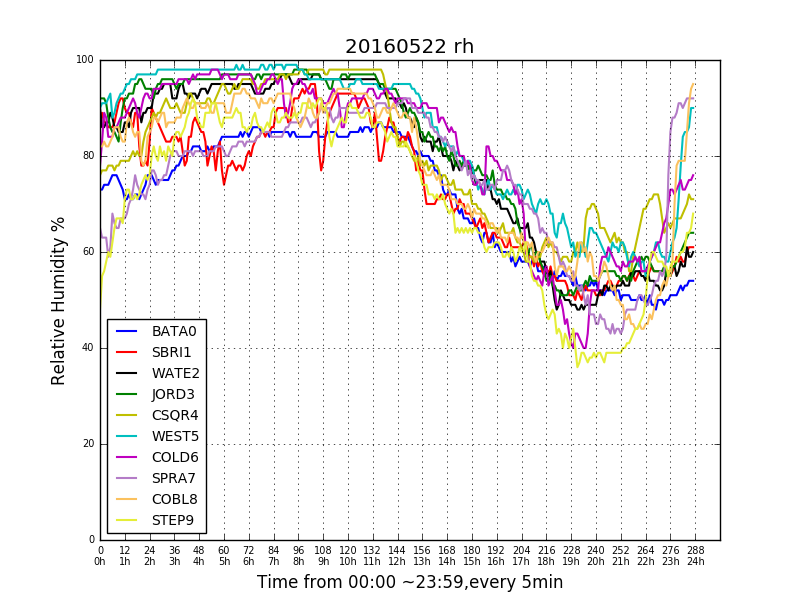 20160522 rh
Relative Humidity %
100
80
60
40
20
0
BATA0
SBRI1
WATE2
JORD3
CSQR4
WEST5
COLD6
SPRA7
COBL8
STEP9
0 12 24 36 48 60 72 84 96 108 120 132 144 156 168 180 192 204 216 228 240 252 264 276 288
0h 1h 2h 3h 4h 5h 6h 7h 8h 9h 10h 11h 12h 13h 14h 15h 16h 17h 18h 19h 20h 21h 22h 23h 24h
Time from 00:00 ~23:59,every 5min